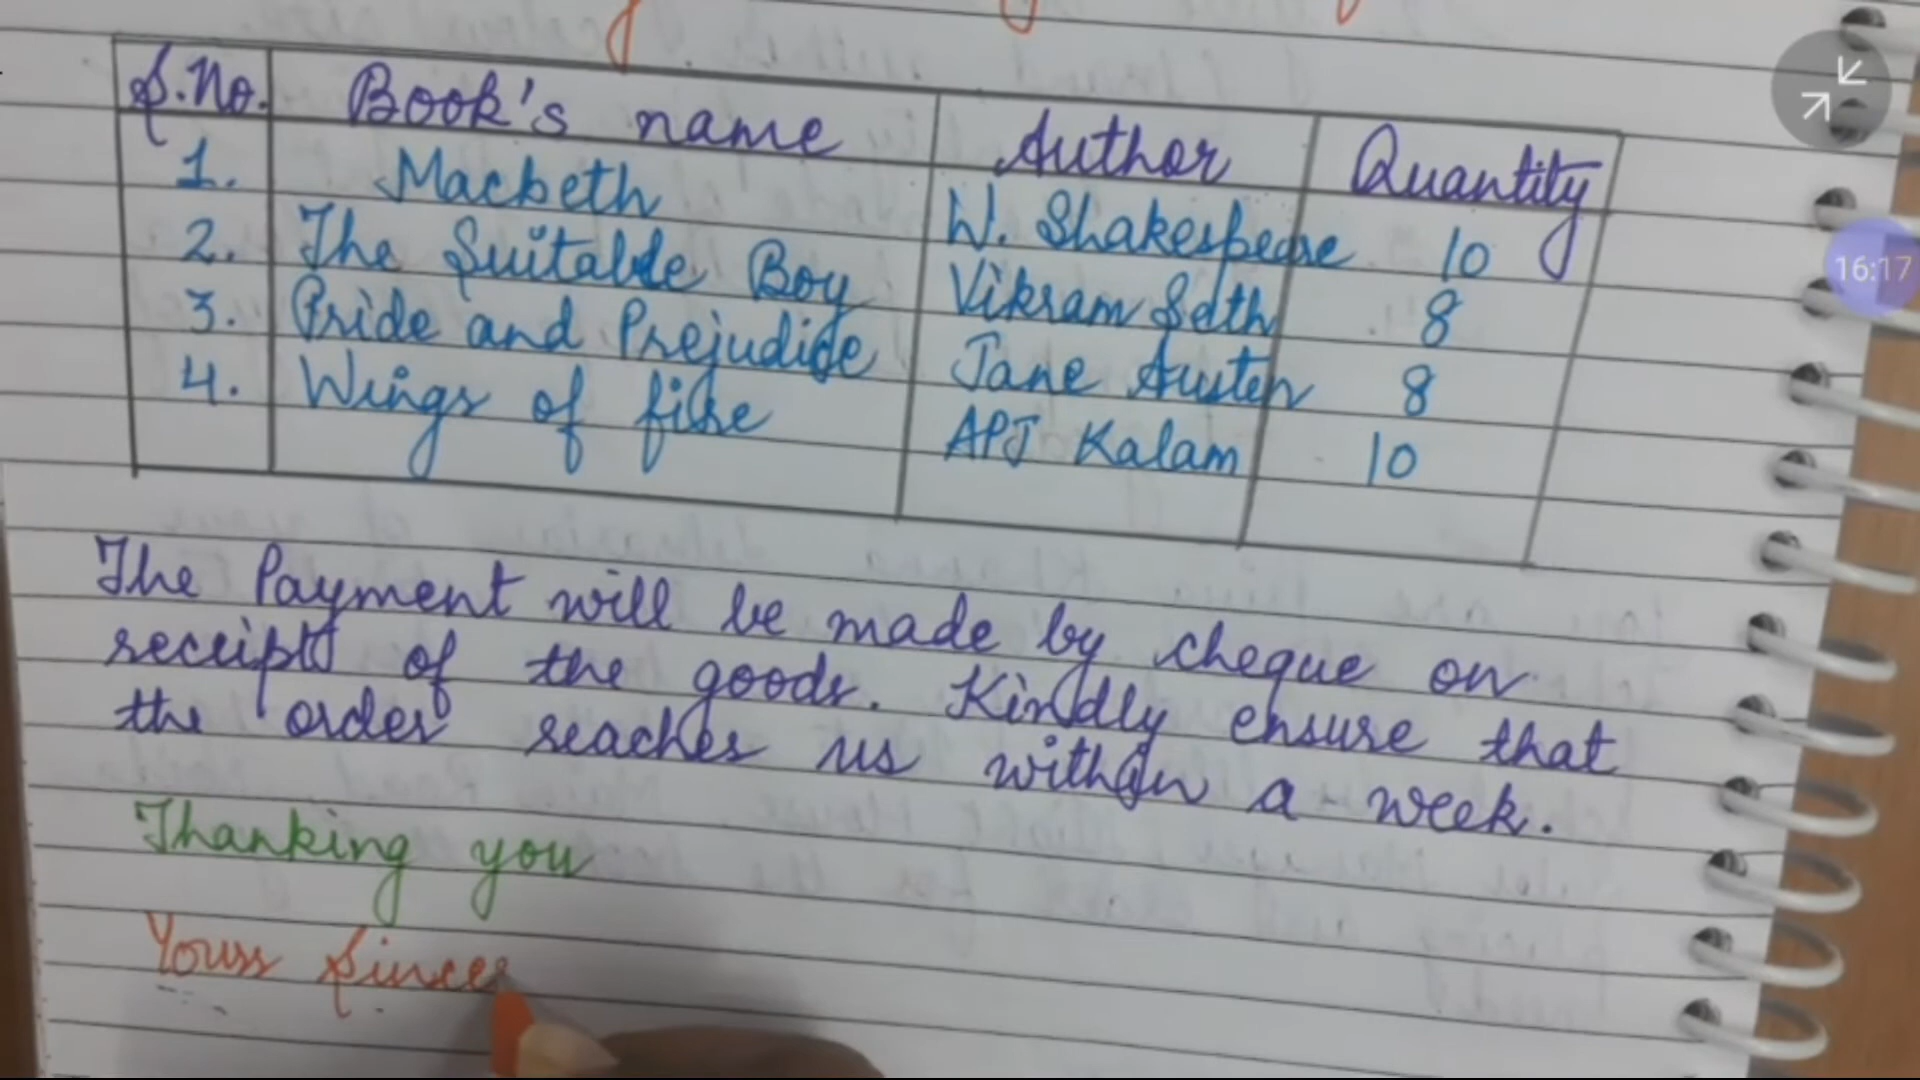 S.No. Book's name Author Quantity
1. Macbeth W. Shakespeare 10
2. The Suitable Boy Vikram Seth 8
3. Pride and Prejudice Jane Austen 8
4. Wings of fire APJ Kalam 10
The Payment will be made by cheque on
receipt of the goods. Kindly ensure that
the order reaches us within a week.
Thanking you
Yours Sincer
16:17